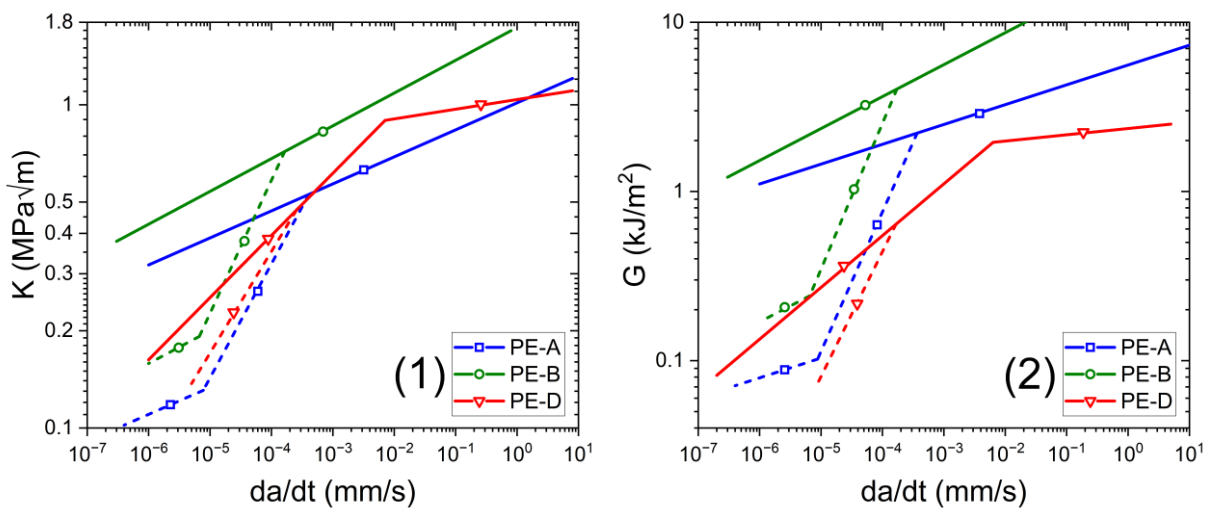 1.8
1
0.5
0.4
0.3
0.2
0.1
K (MPa√m)
10⁻⁷ 10⁻⁶ 10⁻⁵ 10⁻⁴ 10⁻³ 10⁻² 10⁻¹ 10⁰ 10¹
da/dt (mm/s)
(1)
PE-A
PE-B
PE-D
10
1
0.1
G (kJ/m²)
10⁻⁷ 10⁻⁶ 10⁻⁵ 10⁻⁴ 10⁻³ 10⁻² 10⁻¹ 10⁰ 10¹
da/dt (mm/s)
(2)
PE-A
PE-B
PE-D